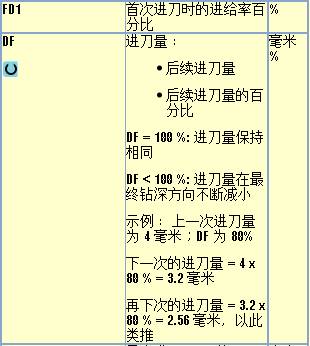 FD1 首次进刀时的进给率百 %
分比
DF 进刀量： 毫米
• 后续进刀量 %
• 后续进刀量的百
分比
DF = 100 %: 进刀量保持
相同
DF < 100 %: 进刀量在最
终钻深方向不断减小
示例： 上一次进刀量
为 4 毫米；DF 为 80%
下一次的进刀量 = 4 x
80 % = 3.2 毫米
再下次的进刀量 = 3.2 x
80 % = 2.56 毫米，以此
类推